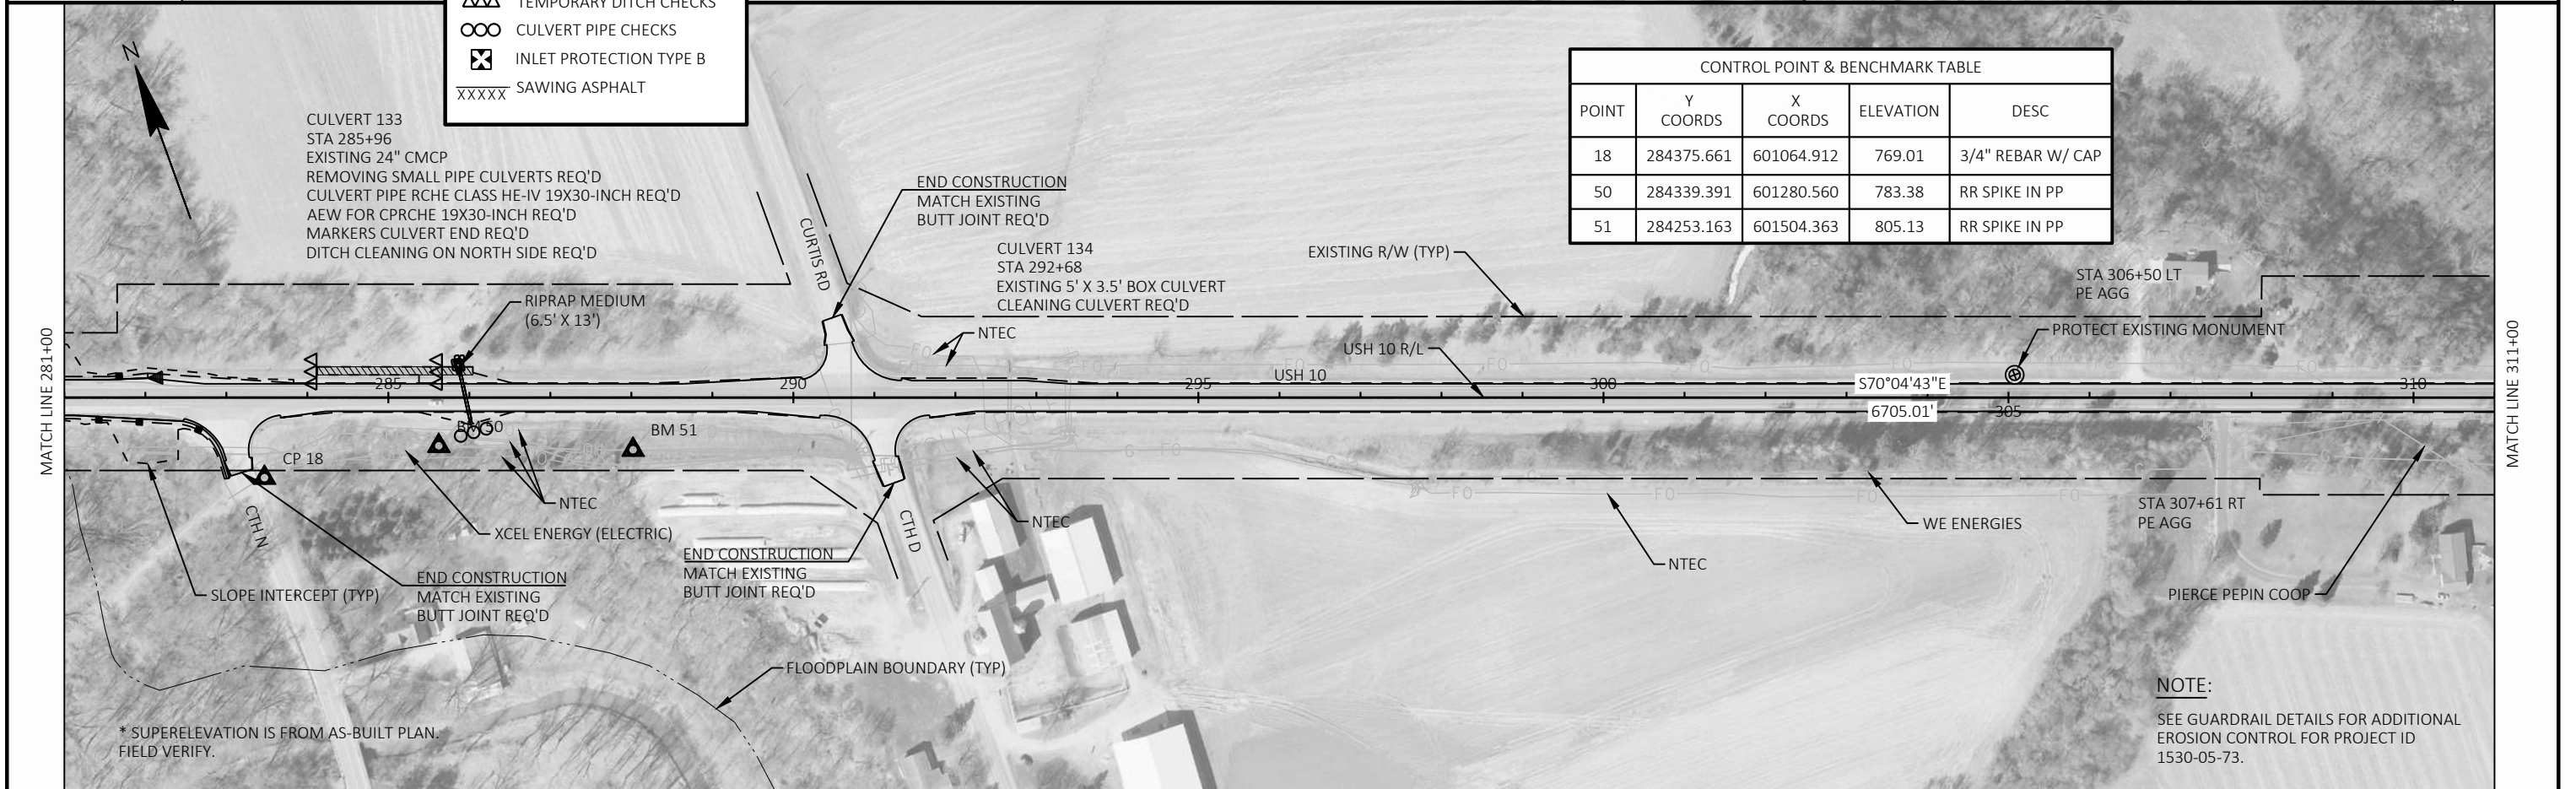 TEMPORARY DITCH CHECKS
CULVERT PIPE CHECKS
INLET PROTECTION TYPE B
XXXXX SAWING ASPHALT
N
CULVERT 133
STA 285+96
EXISTING 24" CMCP
REMOVING SMALL PIPE CULVERTS REQ'D
CULVERT PIPE RCHE CLASS HE-IV 19X30-INCH REQ'D
AEW FOR CPRCHE 19X30-INCH REQ'D
MARKERS CULVERT END REQ'D
DITCH CLEANING ON NORTH SIDE REQ'D
RIPRAP MEDIUM
(6.5' X 13')
CURTIS RD
END CONSTRUCTION
MATCH EXISTING
BUTT JOINT REQ'D
CULVERT 134
STA 292+68
EXISTING 5' X 3.5' BOX CULVERT
CLEANING CULVERT REQ'D
NTEC
EXISTING R/W (TYP)
USH 10 R/L
USH 10
CONTROL POINT & BENCHMARK TABLE
POINT Y COORDS X COORDS ELEVATION DESC
18 284375.661 601064.912 769.01 3/4" REBAR W/ CAP
50 284339.391 601280.560 783.38 RR SPIKE IN PP
51 284253.163 601504.363 805.13 RR SPIKE IN PP
STA 306+50 LT
PE AGG
PROTECT EXISTING MONUMENT
MATCH LINE 281+00
MATCH LINE 311+00
285
290
295
300
305
310
S70°04'43"E
6705.01'
FO
FO
FO
FO
BM 50
BM 51
CP 18
CTH N
NTEC
XCEL ENERGY (ELECTRIC)
SLOPE INTERCEPT (TYP)
END CONSTRUCTION
MATCH EXISTING
BUTT JOINT REQ'D
END CONSTRUCTION
MATCH EXISTING
BUTT JOINT REQ'D
CTH D
NTEC
G
FO
FO
FO
FO
FO
G
G
NTEC
WE ENERGIES
STA 307+61 RT
PE AGG
PIERCE PEPIN COOP
FLOODPLAIN BOUNDARY (TYP)
* SUPERELEVATION IS FROM AS-BUILT PLAN.
FIELD VERIFY.
NOTE:
SEE GUARDRAIL DETAILS FOR ADDITIONAL
EROSION CONTROL FOR PROJECT ID
1530-05-73.